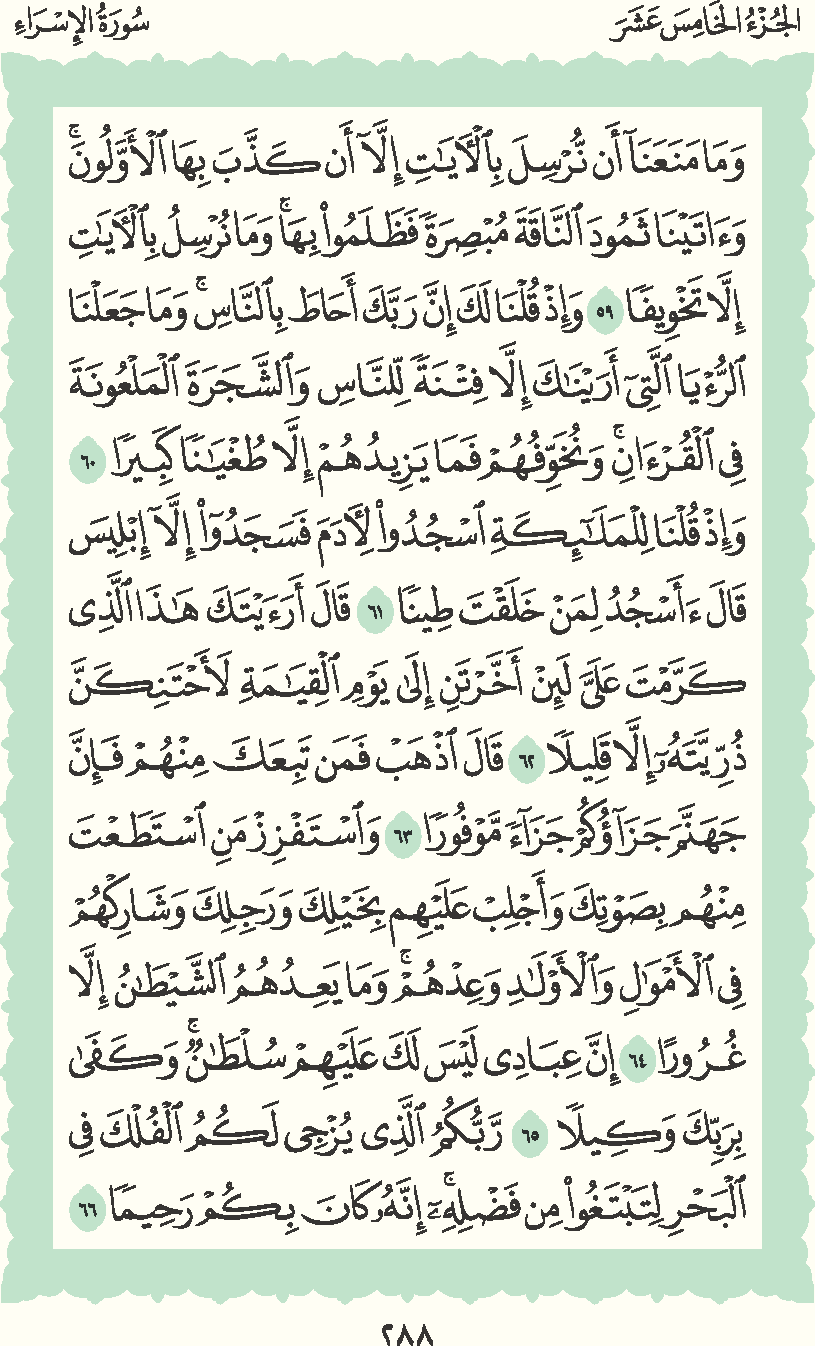 الجُزْءُ الخَامِسَ عَشَرَ
سُورَةُ الإِسْرَاءِ
وَمَا مَنَعَنَآ أَن نُّرْسِلَ بِٱلْأٓيَٰتِ إِلَّآ أَن كَذَّبَ بِهَا ٱلْأَوَّلُونَۚ
وَءَاتَيْنَا ثَمُودَ ٱلنَّاقَةَ مُبْصِرَةً فَظَلَمُوا۟ بِهَاۚ وَمَا نُرْسِلُ بِٱلْأٓيَٰتِ
إِلَّا تَخْوِيفًا ٥٩ وَإِذْ قُلْنَا لَكَ إِنَّ رَبَّكَ أَحَاطَ بِٱلنَّاسِۚ وَمَا جَعَلْنَا
ٱلرُّءْيَا ٱلَّتِىٓ أَرَيْنَٰكَ إِلَّا فِتْنَةً لِّلنَّاسِ وَٱلشَّجَرَةَ ٱلْمَلْعُونَةَ
فِى ٱلْقُرْءَانِۚ وَنُخَوِّفُهُمْ فَمَا يَزِيدُهُمْ إِلَّا طُغْيَٰنًا كَبِيرًا ٦٠
وَإِذْ قُلْنَا لِلْمَلَٰٓئِكَةِ ٱسْجُدُوا۟ لِأٓدَمَ فَسَجَدُوٓا۟ إِلَّآ إِبْلِيسَ
قَالَ ءَأَسْجُدُ لِمَنْ خَلَقْتَ طِينًا ٦١ قَالَ أَرَءَيْتَكَ هَٰذَا ٱلَّذِى
كَرَّمْتَ عَلَىَّ لَئِنْ أَخَّرْتَنِ إِلَىٰ يَوْمِ ٱلْقِيَٰمَةِ لَأَحْتَنِكَنَّ
ذُرِّيَّتَهُۥٓ إِلَّا قَلِيلًا ٦٢ قَالَ ٱذْهَبْ فَمَن تَبِعَكَ مِنْهُمْ فَإِنَّ
جَهَنَّمَ جَزَآؤُكُمْ جَزَآءً مَّوْفُورًا ٦٣ وَٱسْتَفْزِزْ مَنِ ٱسْتَطَعْتَ
مِنْهُم بِصَوْتِكَ وَأَجْلِبْ عَلَيْهِم بِخَيْلِكَ وَرَجِلِكَ وَشَارِكْهُمْ
فِى ٱلْأَمْوَٰلِ وَٱلْأَوْلَٰدِ وَعِدْهُمْۚ وَمَا يَعِدُهُمُ ٱلشَّيْطَٰنُ إِلَّا
غُرُورًا ٦٤ إِنَّ عِبَادِى لَيْسَ لَكَ عَلَيْهِمْ سُلْطَٰنٌۚ وَكَفَىٰ
بِرَبِّكَ وَكِيلًا ٦٥ رَّبُّكُمُ ٱلَّذِى يُزْجِى لَكُمُ ٱلْفُلْكَ فِى
ٱلْبَحْرِ لِتَبْتَغُوا۟ مِن فَضْلِهِۦٓۚ إِنَّهُۥ كَانَ بِكُمْ رَحِيمًا ٦٦
٢٨٨